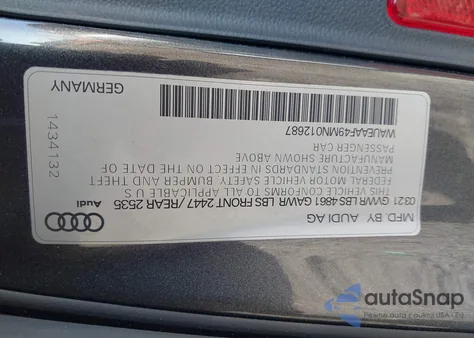 MFD. BY AUDI AG
0321 GVWR LBS 4861 GAWR LBS FRONT 2447 / REAR 2535
THIS VEHICLE CONFORMS TO ALL APPLICABLE U S
FEDERAL MOTOR VEHICLE SAFETY, BUMPER AND THEFT
PREVENTION STANDARDS IN EFFECT ON THE DATE OF
MANUFACTURE SHOWN ABOVE
PASSENGER CAR
WAUEAAF49MN012687
GERMANY
1434132
Audi
autoSnap